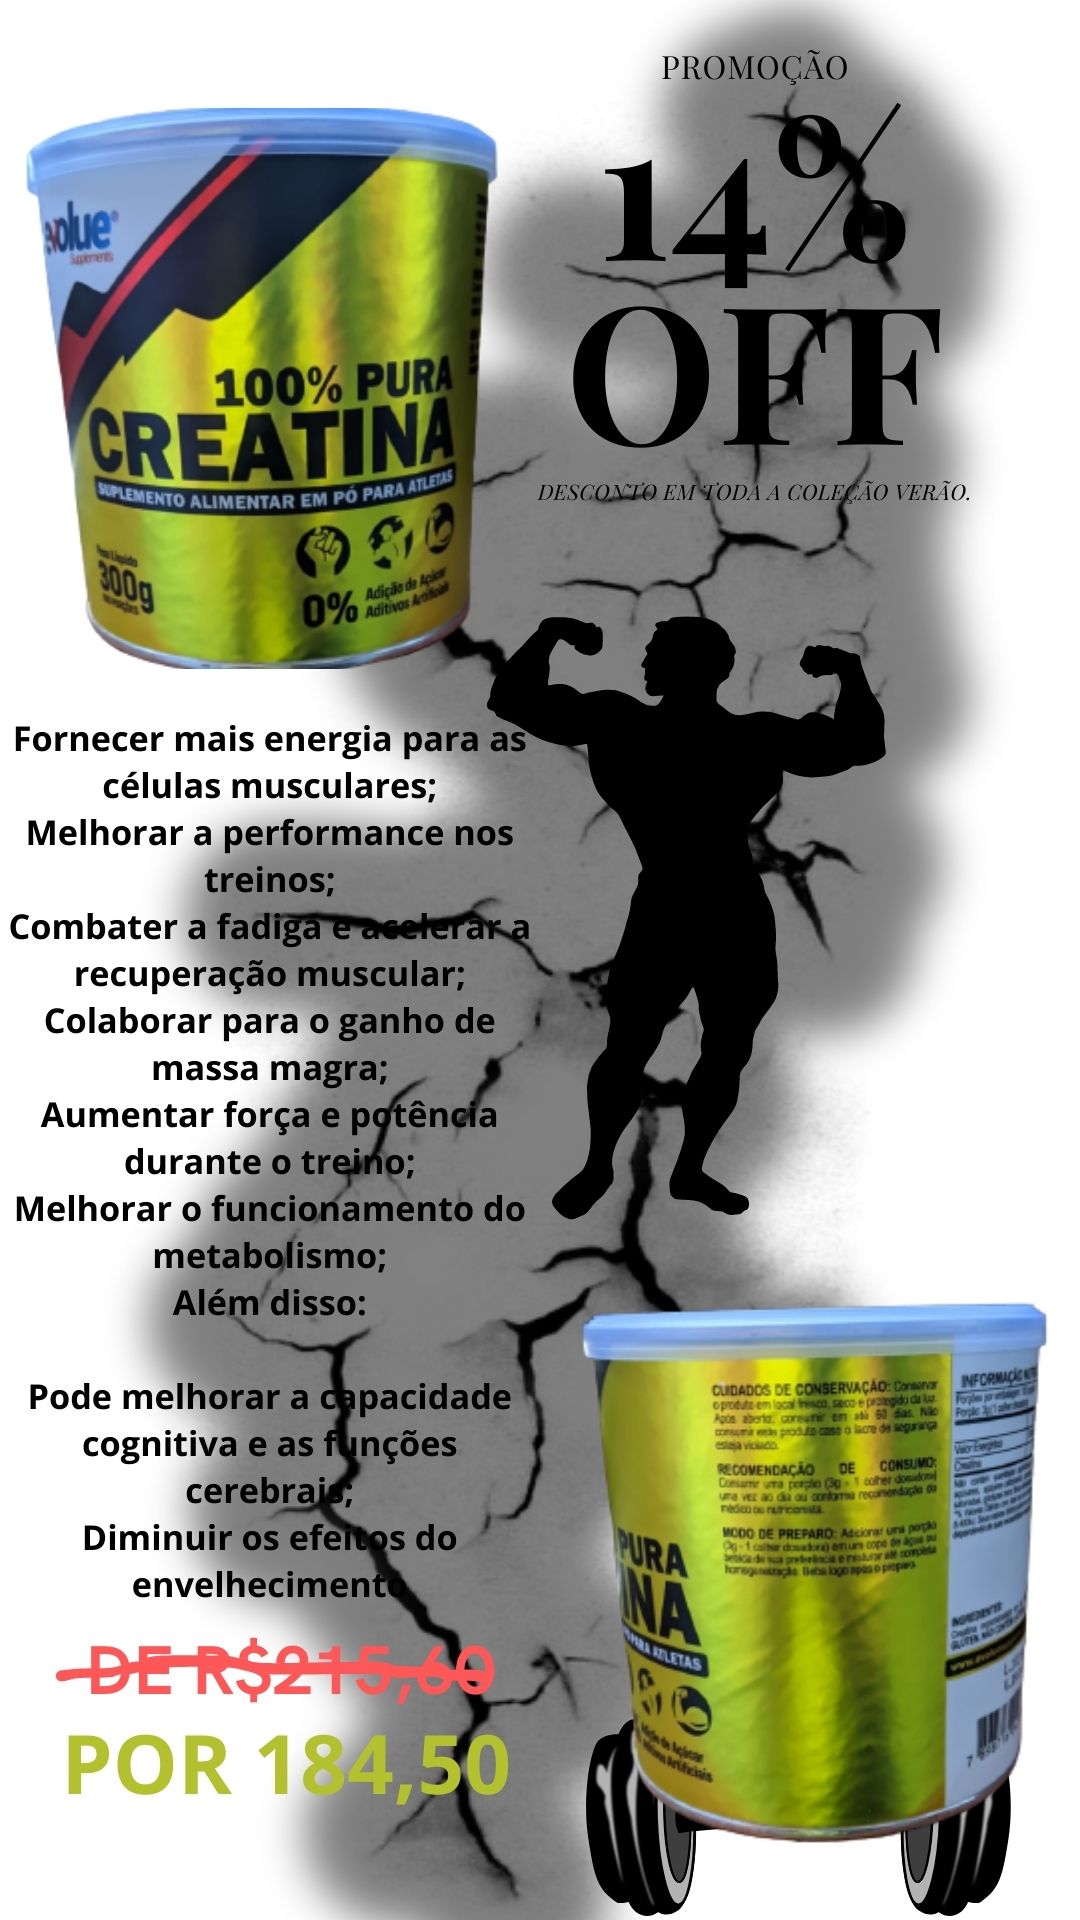 PROMOÇÃO
14%
OFF
DESCONTO EM TODA A COLEÇÃO VERÃO.
evolue®
Supplements
100% PURA
CREATINA
SUPLEMENTO ALIMENTAR EM PÓ PARA ATLETAS
Peso Líquido
300g
0% Adição de Açúcar
Aditivos Artificiais
Fornecer mais energia para as
células musculares;
Melhorar a performance nos
treinos;
Combater a fadiga e acelerar a
recuperação muscular;
Colaborar para o ganho de
massa magra;
Aumentar força e potência
durante o treino;
Melhorar o funcionamento do
metabolismo;
Além disso:
Pode melhorar a capacidade
cognitiva e as funções
cerebrais;
Diminuir os efeitos do
envelhecimento
DE R$215,60
POR 184,50
CUIDADOS DE CONSERVAÇÃO: Conservar
o produto em local fresco, seco e protegido da luz.
Após aberto, consumir em até 60 dias. Não
consumir este produto caso o lacre de segurança
esteja violado.
RECOMENDAÇÃO DE CONSUMO:
Consumir uma porção (3g - 1 colher dosadora)
uma vez ao dia ou conforme recomendação do
médico ou nutricionista.
MODO DE PREPARO: Adicionar uma porção
(3g - 1 colher dosadora) em um copo de água ou
bebida de sua preferência e misturar até completa
homogeneização. Beba logo após o preparo.
INFORMAÇÃO
Valor Energético
Creatina
PURA
INA
PARA ATLETAS
Adição de Açúcar
Aditivos Artificiais